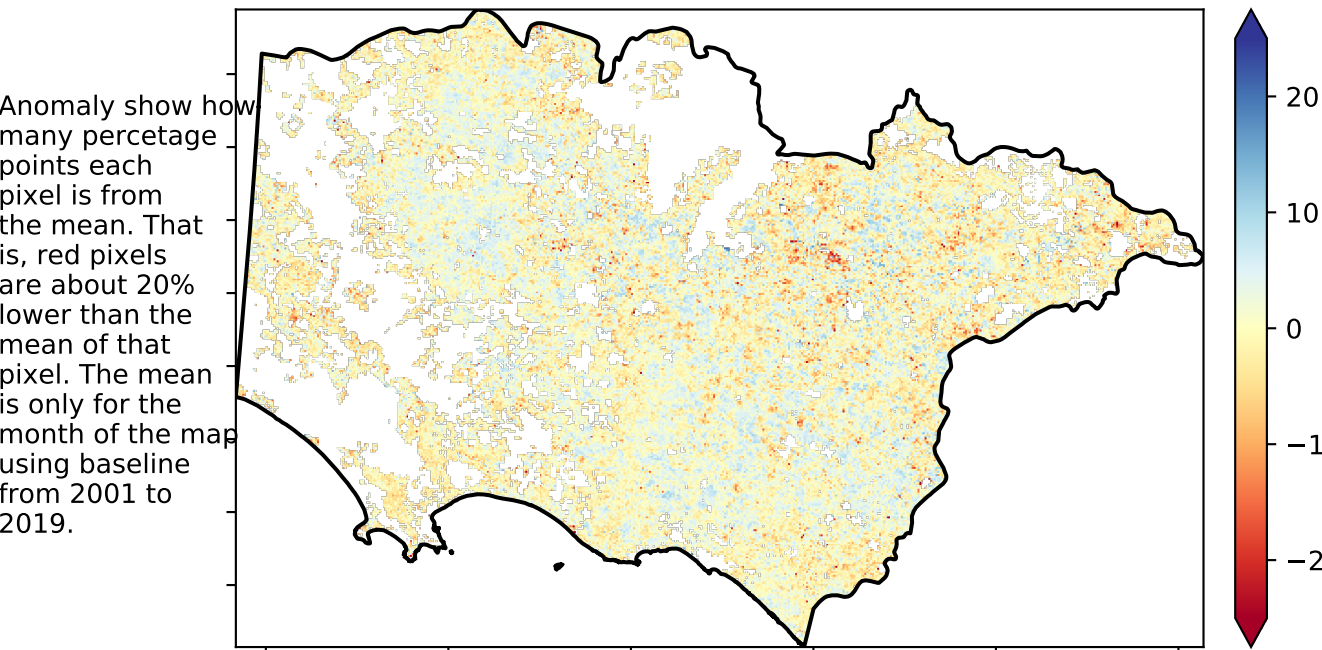 Anomaly show how
many percetage
points each
pixel is from
the mean. That
is, red pixels
are about 20%
lower than the
mean of that
pixel. The mean
is only for the
month of the map
using baseline
from 2001 to
2019.
20
10
0
−1
−2